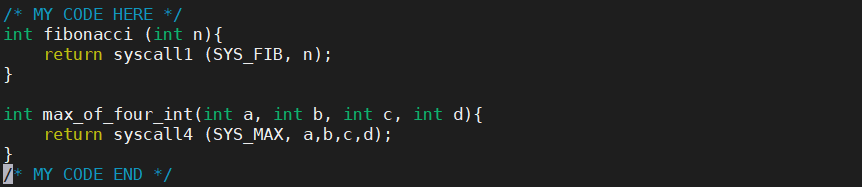 /* MY CODE HERE */
int fibonacci (int n){
    return syscall1 (SYS_FIB, n);
}

int max_of_four_int(int a, int b, int c, int d){
    return syscall4 (SYS_MAX, a,b,c,d);
}
/* MY CODE END */